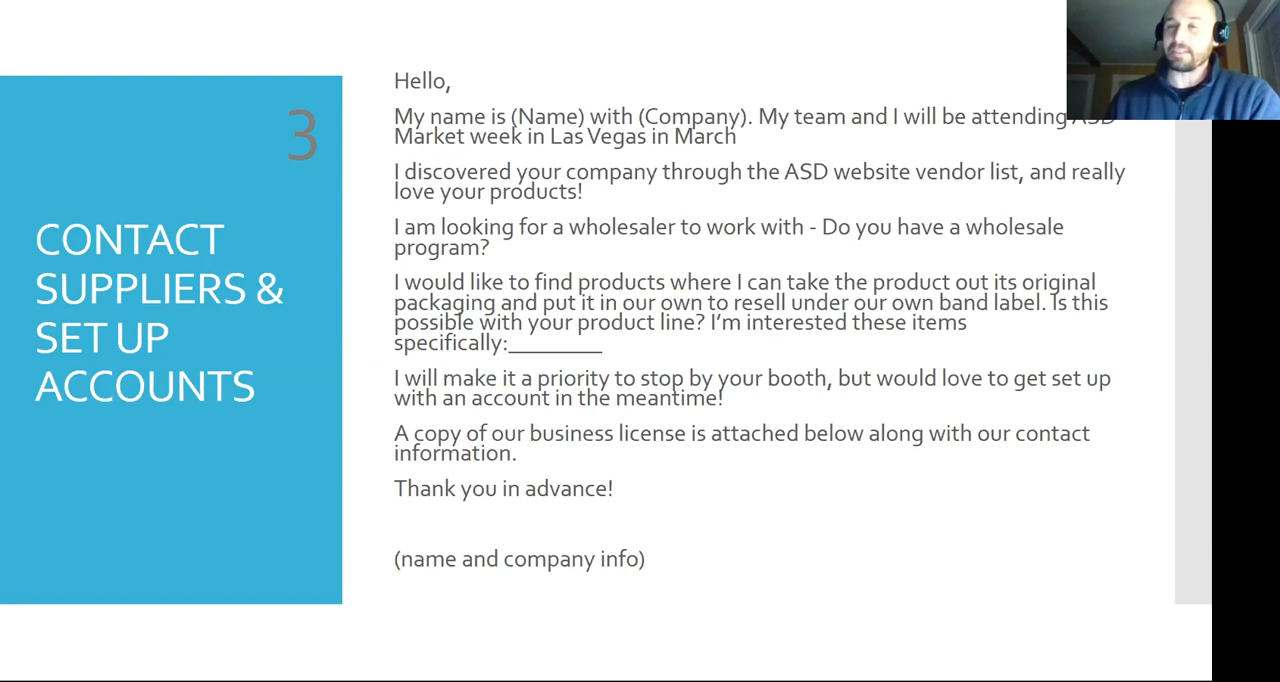 3
CONTACT
SUPPLIERS &
SET UP
ACCOUNTS
Hello,
My name is (Name) with (Company). My team and I will be attending ASD
Market week in Las Vegas in March
I discovered your company through the ASD website vendor list, and really
love your products!
I am looking for a wholesaler to work with - Do you have a wholesale
program?
I would like to find products where I can take the product out its original
packaging and put it in our own to resell under our own band label. Is this
possible with your product line? I’m interested these items
specifically:________
I will make it a priority to stop by your booth, but would love to get set up
with an account in the meantime!
A copy of our business license is attached below along with our contact
information.
Thank you in advance!
(name and company info)